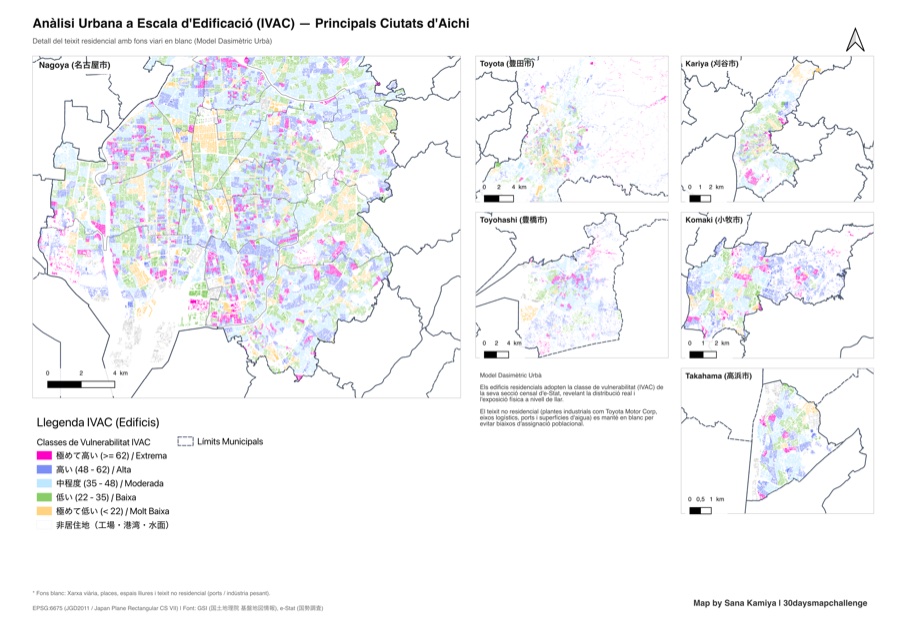 Anàlisi Urbana a Escala d'Edificació (IVAC) — Principals Ciutats d'Aichi
Detall del teixit residencial amb fons viari en blanc (Model Dasimètric Urbà)
Nagoya (名古屋市)
0 2 4 km
Toyota (豊田市)
0 2 4 km
Kariya (刈谷市)
0 1 2 km
Toyohashi (豊橋市)
0 2 4 km
Komaki (小牧市)
0 1 2 km
Model Dasimètric Urbà
Els edificis residencials adopten la classe de vulnerabilitat (IVAC) de
la seva secció censal d'e-Stat, revelant la distribució real i
l'exposició física a nivell de llar.
El teixit no residencial (plantes industrials com Toyota Motor Corp,
eixos logístics, ports i superfícies d'aigua) es manté en blanc per
evitar biaixos d'assignació poblacional.
Takahama (高浜市)
0 0,5 1 km
Llegenda IVAC (Edificis)
Classes de Vulnerabilitat IVAC
極めて高い (>= 62) / Extrema
高い (48 - 62) / Alta
中程度 (35 - 48) / Moderada
低い (22 - 35) / Baixa
極めて低い (< 22) / Molt Baixa
非居住地（工場・港湾・水面）
Límits Municipals
* Fons blanc: Xarxa viària, places, espais lliures i teixit no residencial (ports / indústria pesant).
EPSG:6675 (JGD2011 / Japan Plane Rectangular CS VII) I Font: GSI (国土地理院 基盤地図情報), e-Stat (国勢調査)
Map by Sana Kamiya I 30daysmapchallenge